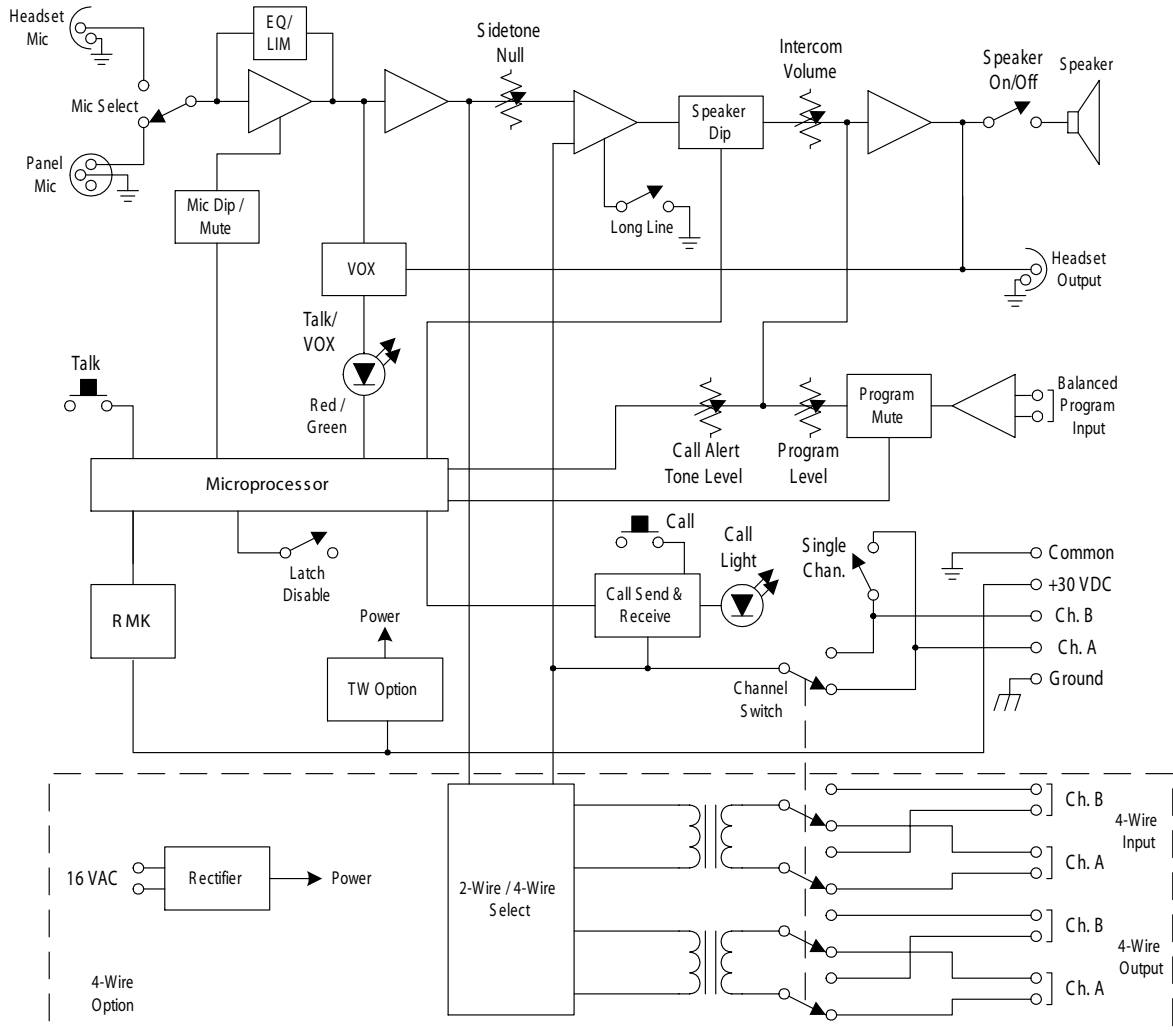 Headset
Mic
EQ/
LIM
Sidetone
Null
Intercom
Volume
Speaker
On/Off
Speaker
Mic Select
Speaker
Dip
Panel
Mic
Mic Dip /
Mute
Long Line
VOX
Headset
Output
Talk/
VOX
Talk
Red /
Green
Program
Mute
Balanced
Program
Input
Call Alert
Tone Level
Program
Level
Microprocessor
Call
Call
Light
Single
Chan.
Common
+30 VDC
Ch. B
Ch. A
Ground
Latch
Disable
Call Send &
Receive
RMK
Power
TW Option
Channel
Switch
Ch. B
4-Wire
Input
Ch. A
16 VAC
Rectifier
Power
2-Wire / 4-Wire
Select
Ch. B
4-Wire
Output
Ch. A
4-Wire
Option